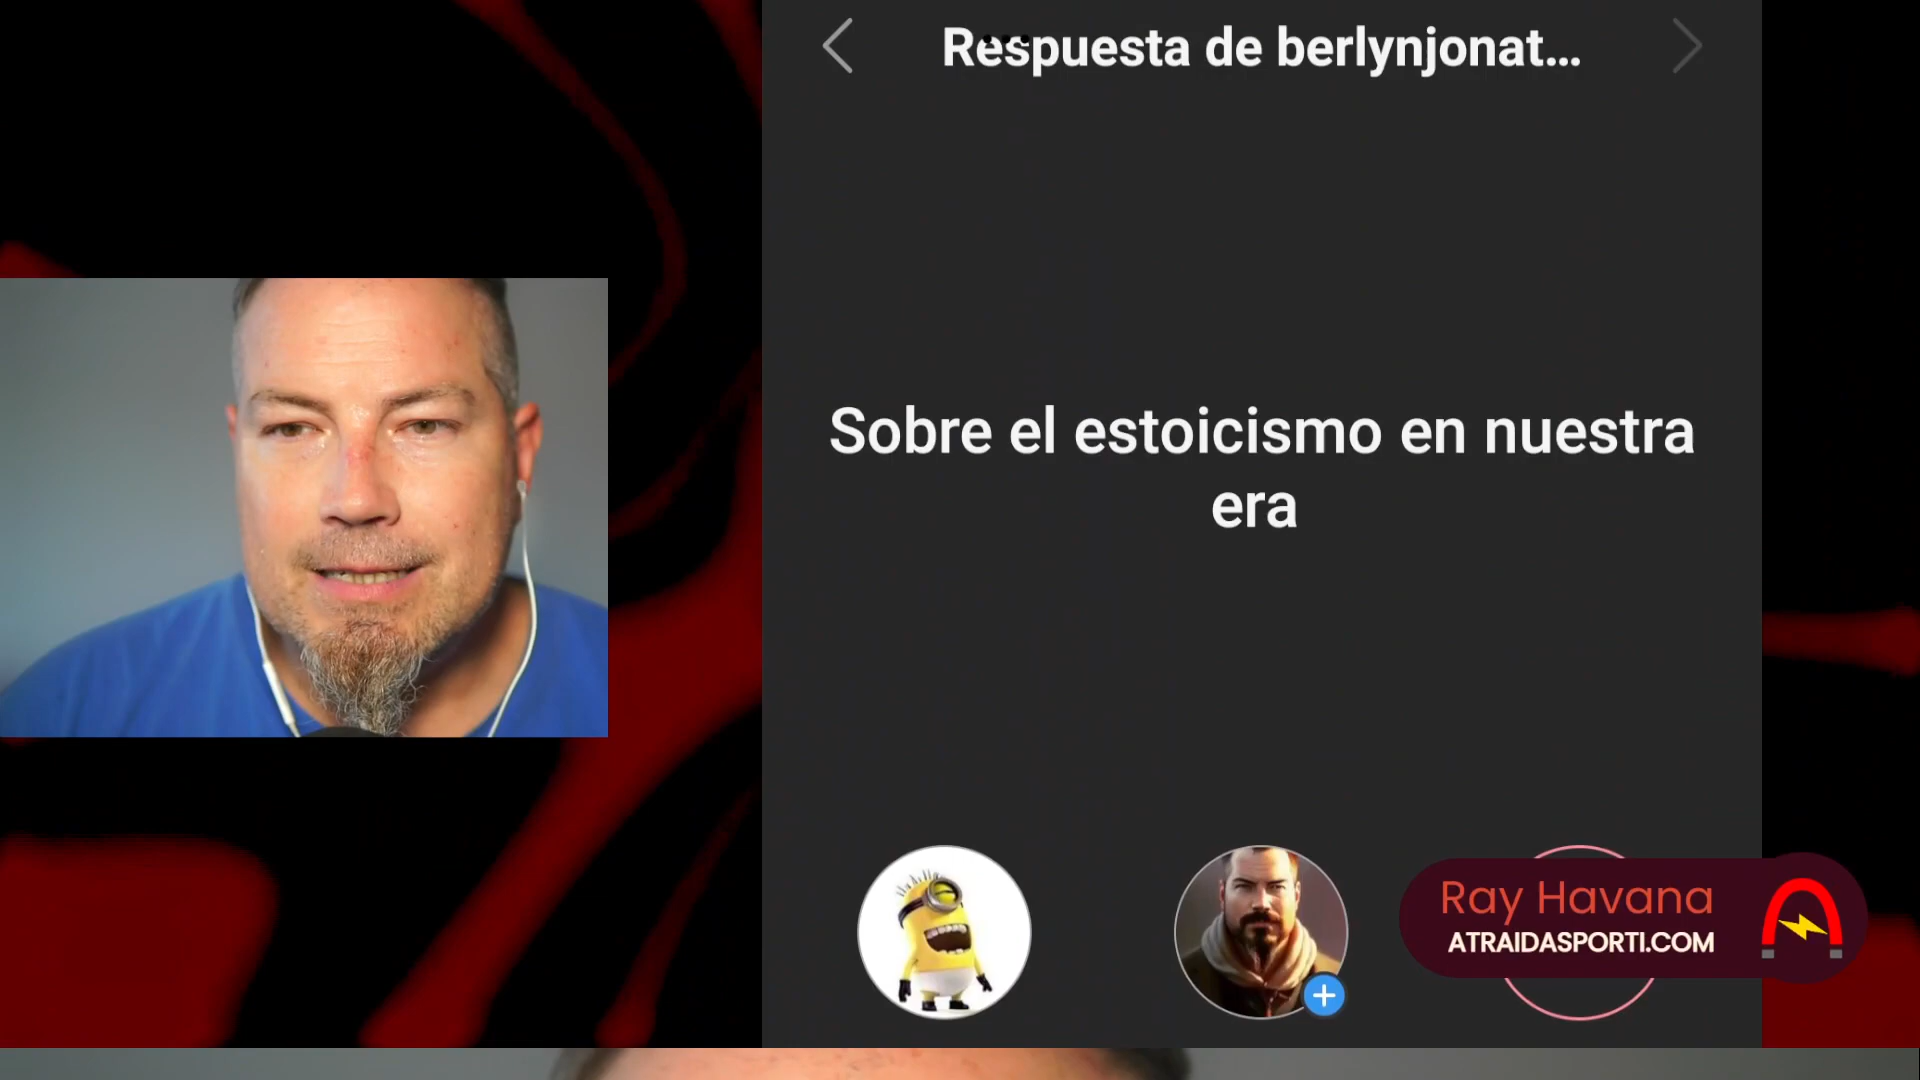 Respuesta de berlynjonat...
Sobre el estoicismo en nuestra
era
Ray Havana
ATRAIDASPORTI.COM